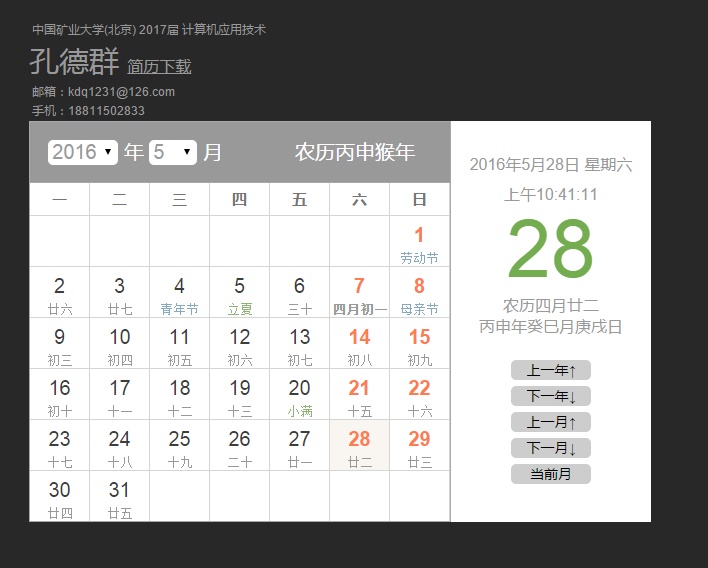 中国矿业大学(北京) 2017届 计算机应用技术
孔德群 简历下载
邮箱：kdq1231@126.com
手机：18811502833
2016 年 5 月 农历丙申猴年
一 二 三 四 五 六 日
1
劳动节
2 3 4 5 6 7 8
廿六 廿七 青年节 立夏 三十 四月初一 母亲节
9 10 11 12 13 14 15
初三 初四 初五 初六 初七 初八 初九
16 17 18 19 20 21 22
初十 十一 十二 十三 小满 十五 十六
23 24 25 26 27 28 29
十七 十八 十九 二十 廿一 廿二 廿三
30 31
廿四 廿五
2016年5月28日 星期六
上午10:41:11
28
农历四月廿二
丙申年癸巳月庚戌日
上一年↑
下一年↓
上一月↑
下一月↓
当前月